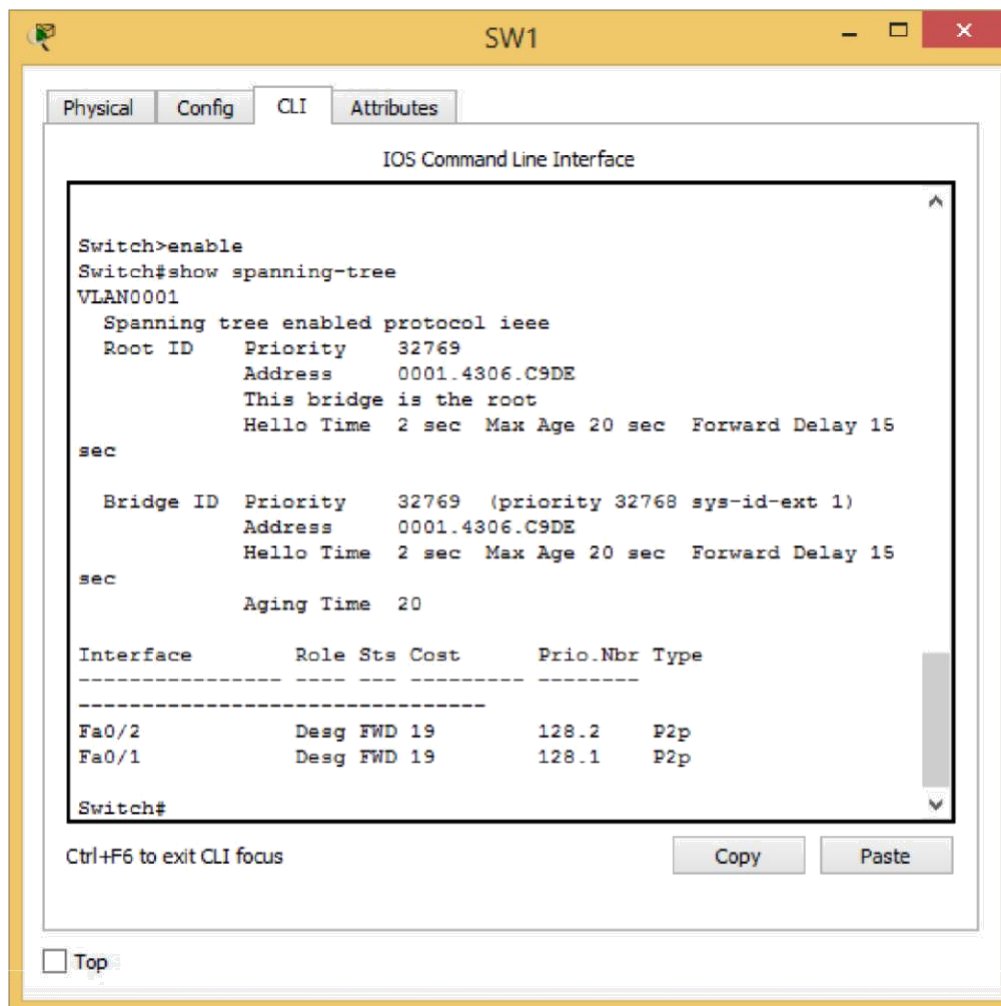 SW1
Physical Config CLI Attributes
IOS Command Line Interface
Switch>enable
Switch#show spanning-tree
VLAN0001
  Spanning tree enabled protocol ieee
  Root ID    Priority    32769
             Address     0001.4306.C9DE
             This bridge is the root
             Hello Time  2 sec  Max Age 20 sec  Forward Delay 15
sec
  Bridge ID  Priority    32769  (priority 32768 sys-id-ext 1)
             Address     0001.4306.C9DE
             Hello Time  2 sec  Max Age 20 sec  Forward Delay 15
sec
             Aging Time  20
Interface        Role Sts Cost      Prio.Nbr Type
---------------- ---- --- --------- --------
--------------------------------
Fa0/2            Desg FWD 19        128.2    P2p
Fa0/1            Desg FWD 19        128.1    P2p
Switch#
Ctrl+F6 to exit CLI focus Copy Paste
Top